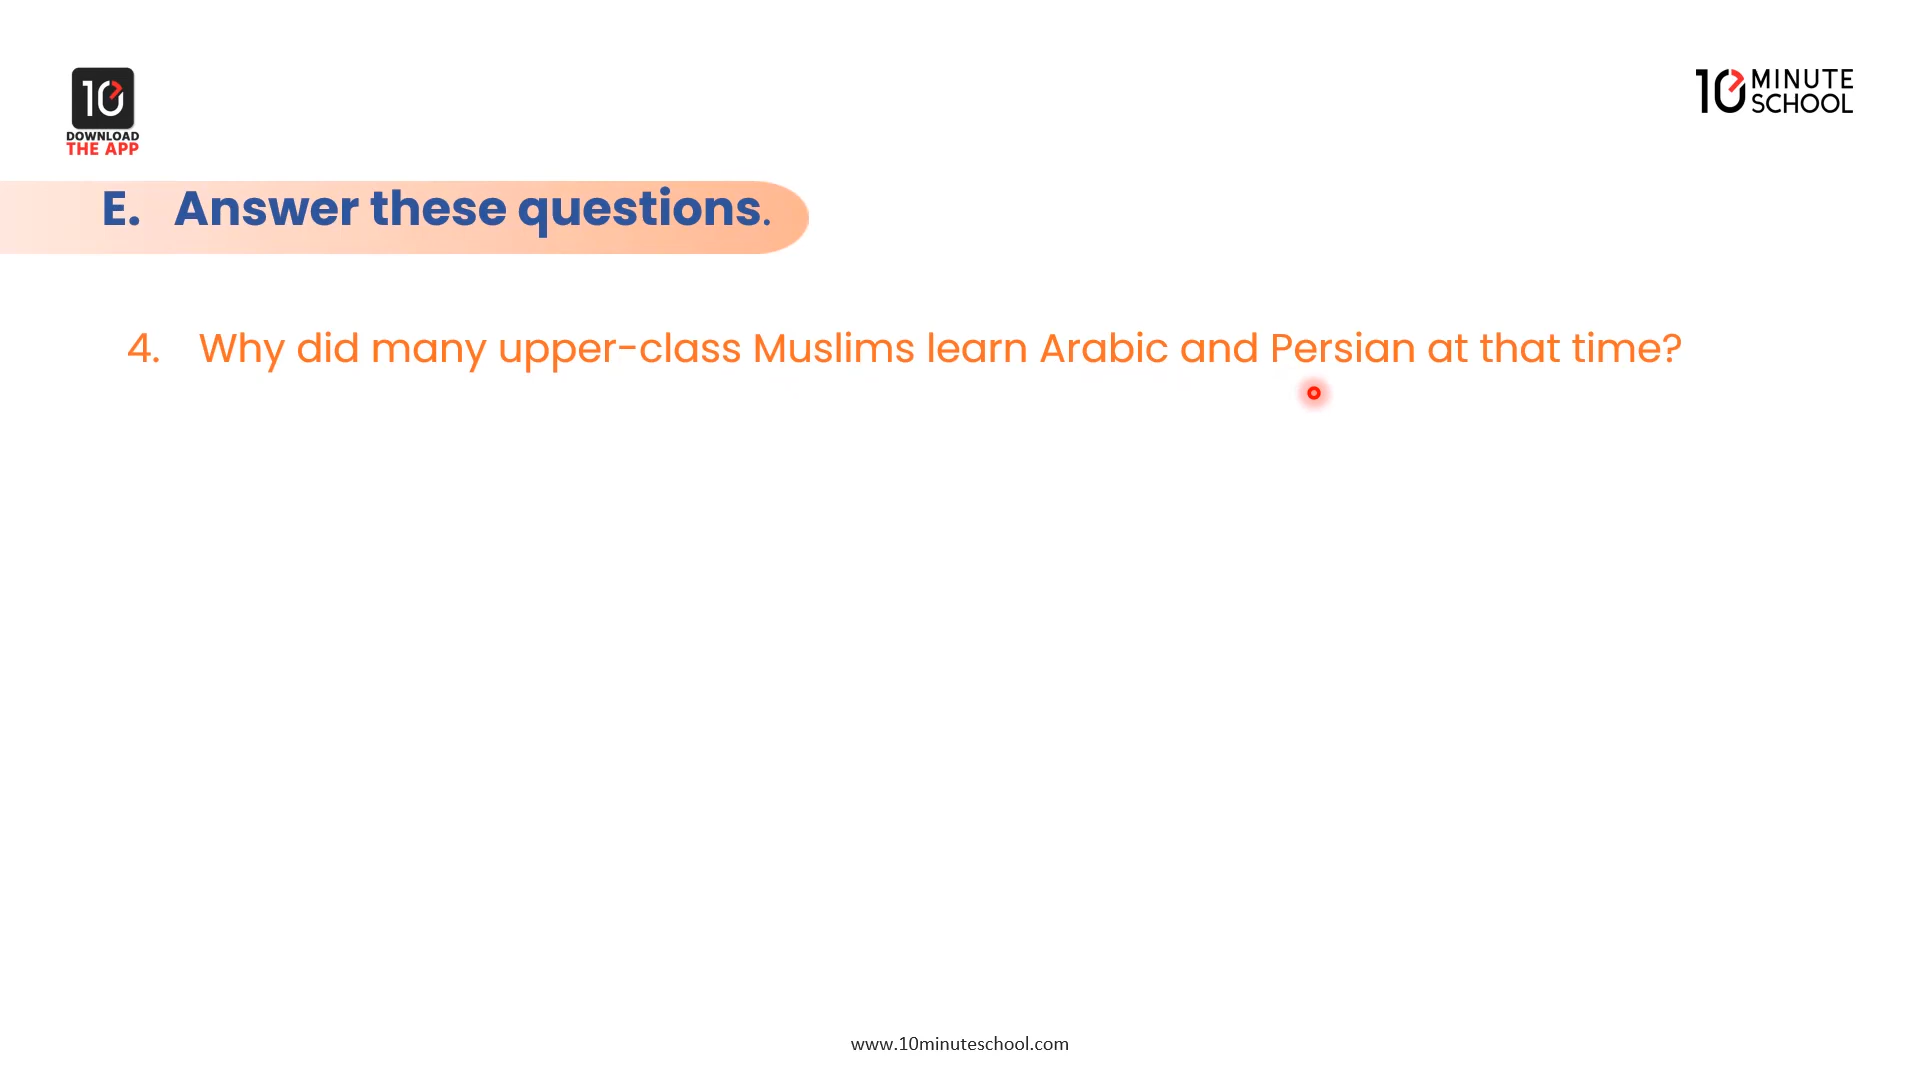 10
DOWNLOAD
THE APP
10 MINUTE
SCHOOL
E. Answer these questions.
4. Why did many upper-class Muslims learn Arabic and Persian at that time?
www.10minuteschool.com